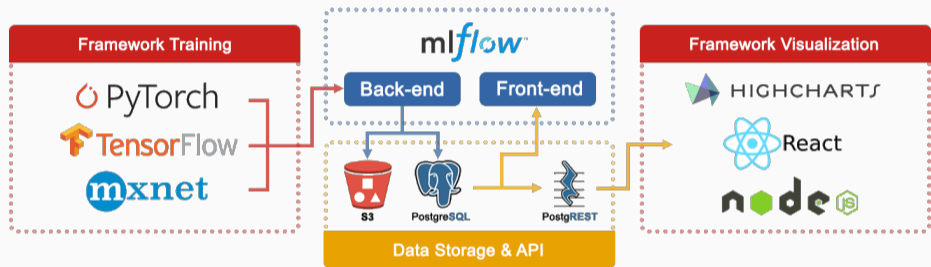 Framework Training
PyTorch
TensorFlow
mxnet
mlflow™
Back-end
Front-end
S3
PostgreSQL
PostgREST
Data Storage & API
Framework Visualization
HIGHCHARTS
React
node
JS